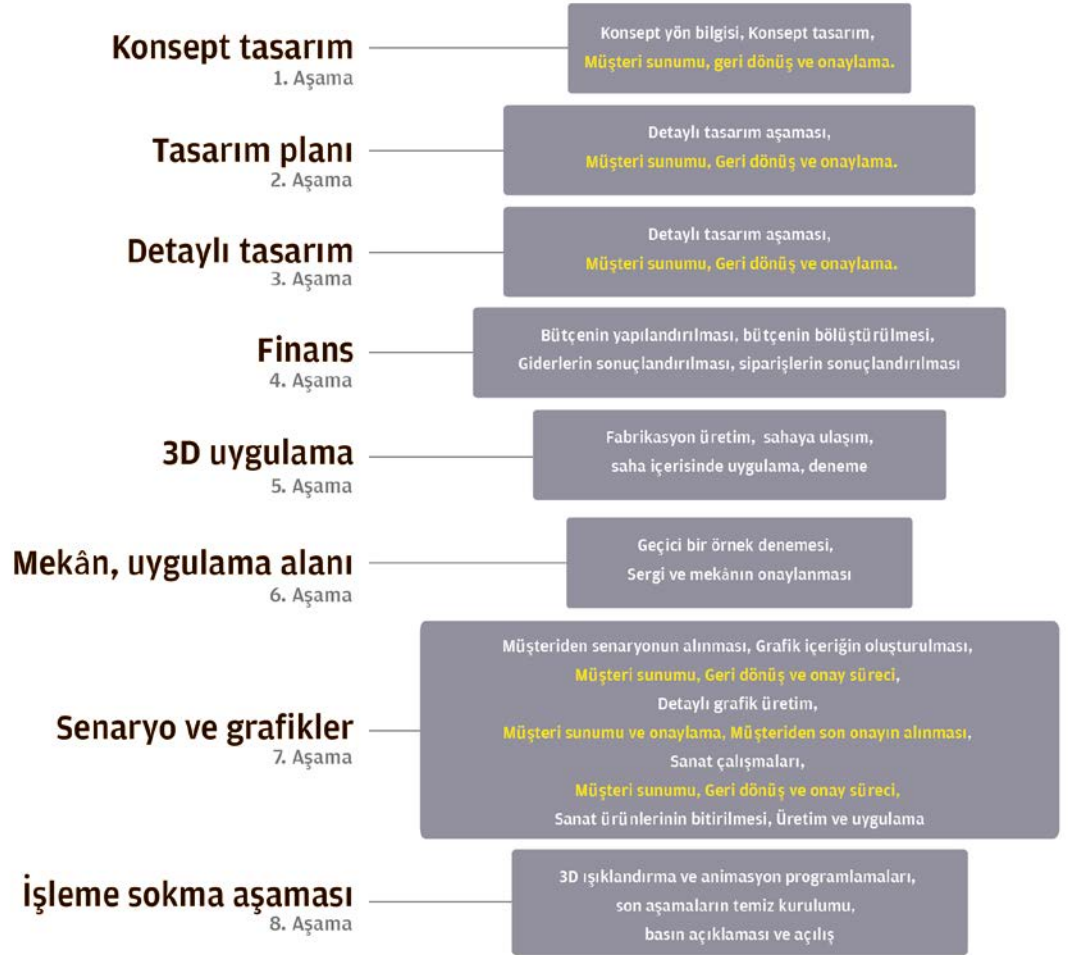 Konsept tasarım
1. Aşama
Konsept yön bilgisi, Konsept tasarım,
Müşteri sunumu, geri dönüş ve onaylama.
Tasarım planı
2. Aşama
Detaylı tasarım aşaması,
Müşteri sunumu, Geri dönüş ve onaylama.
Detaylı tasarım
3. Aşama
Detaylı tasarım aşaması,
Müşteri sunumu, Geri dönüş ve onaylama.
Finans
4. Aşama
Bütçenin yapılandırılması, bütçenin bölüştürülmesi,
Giderlerin sonuçlandırılması, siparişlerin sonuçlandırılması
3D uygulama
5. Aşama
Fabrikasyon üretim, sahaya ulaşım,
saha içerisinde uygulama, deneme
Mekân, uygulama alanı
6. Aşama
Geçici bir örnek denemesi,
Sergi ve mekânın onaylanması
Senaryo ve grafikler
7. Aşama
Müşteriden senaryonun alınması, Grafik içeriğin oluşturulması,
Müşteri sunumu, Geri dönüş ve onay süreci,
Detaylı grafik üretim,
Müşteri sunumu ve onaylama, Müşteriden son onayın alınması,
Sanat çalışmaları,
Müşteri sunumu, Geri dönüş ve onay süreci,
Sanat ürünlerinin bitirilmesi, Üretim ve uygulama
İşleme sokma aşaması
8. Aşama
3D ışıklandırma ve animasyon programlamaları,
son aşamaların temiz kurulumu,
basın açıklaması ve açılış